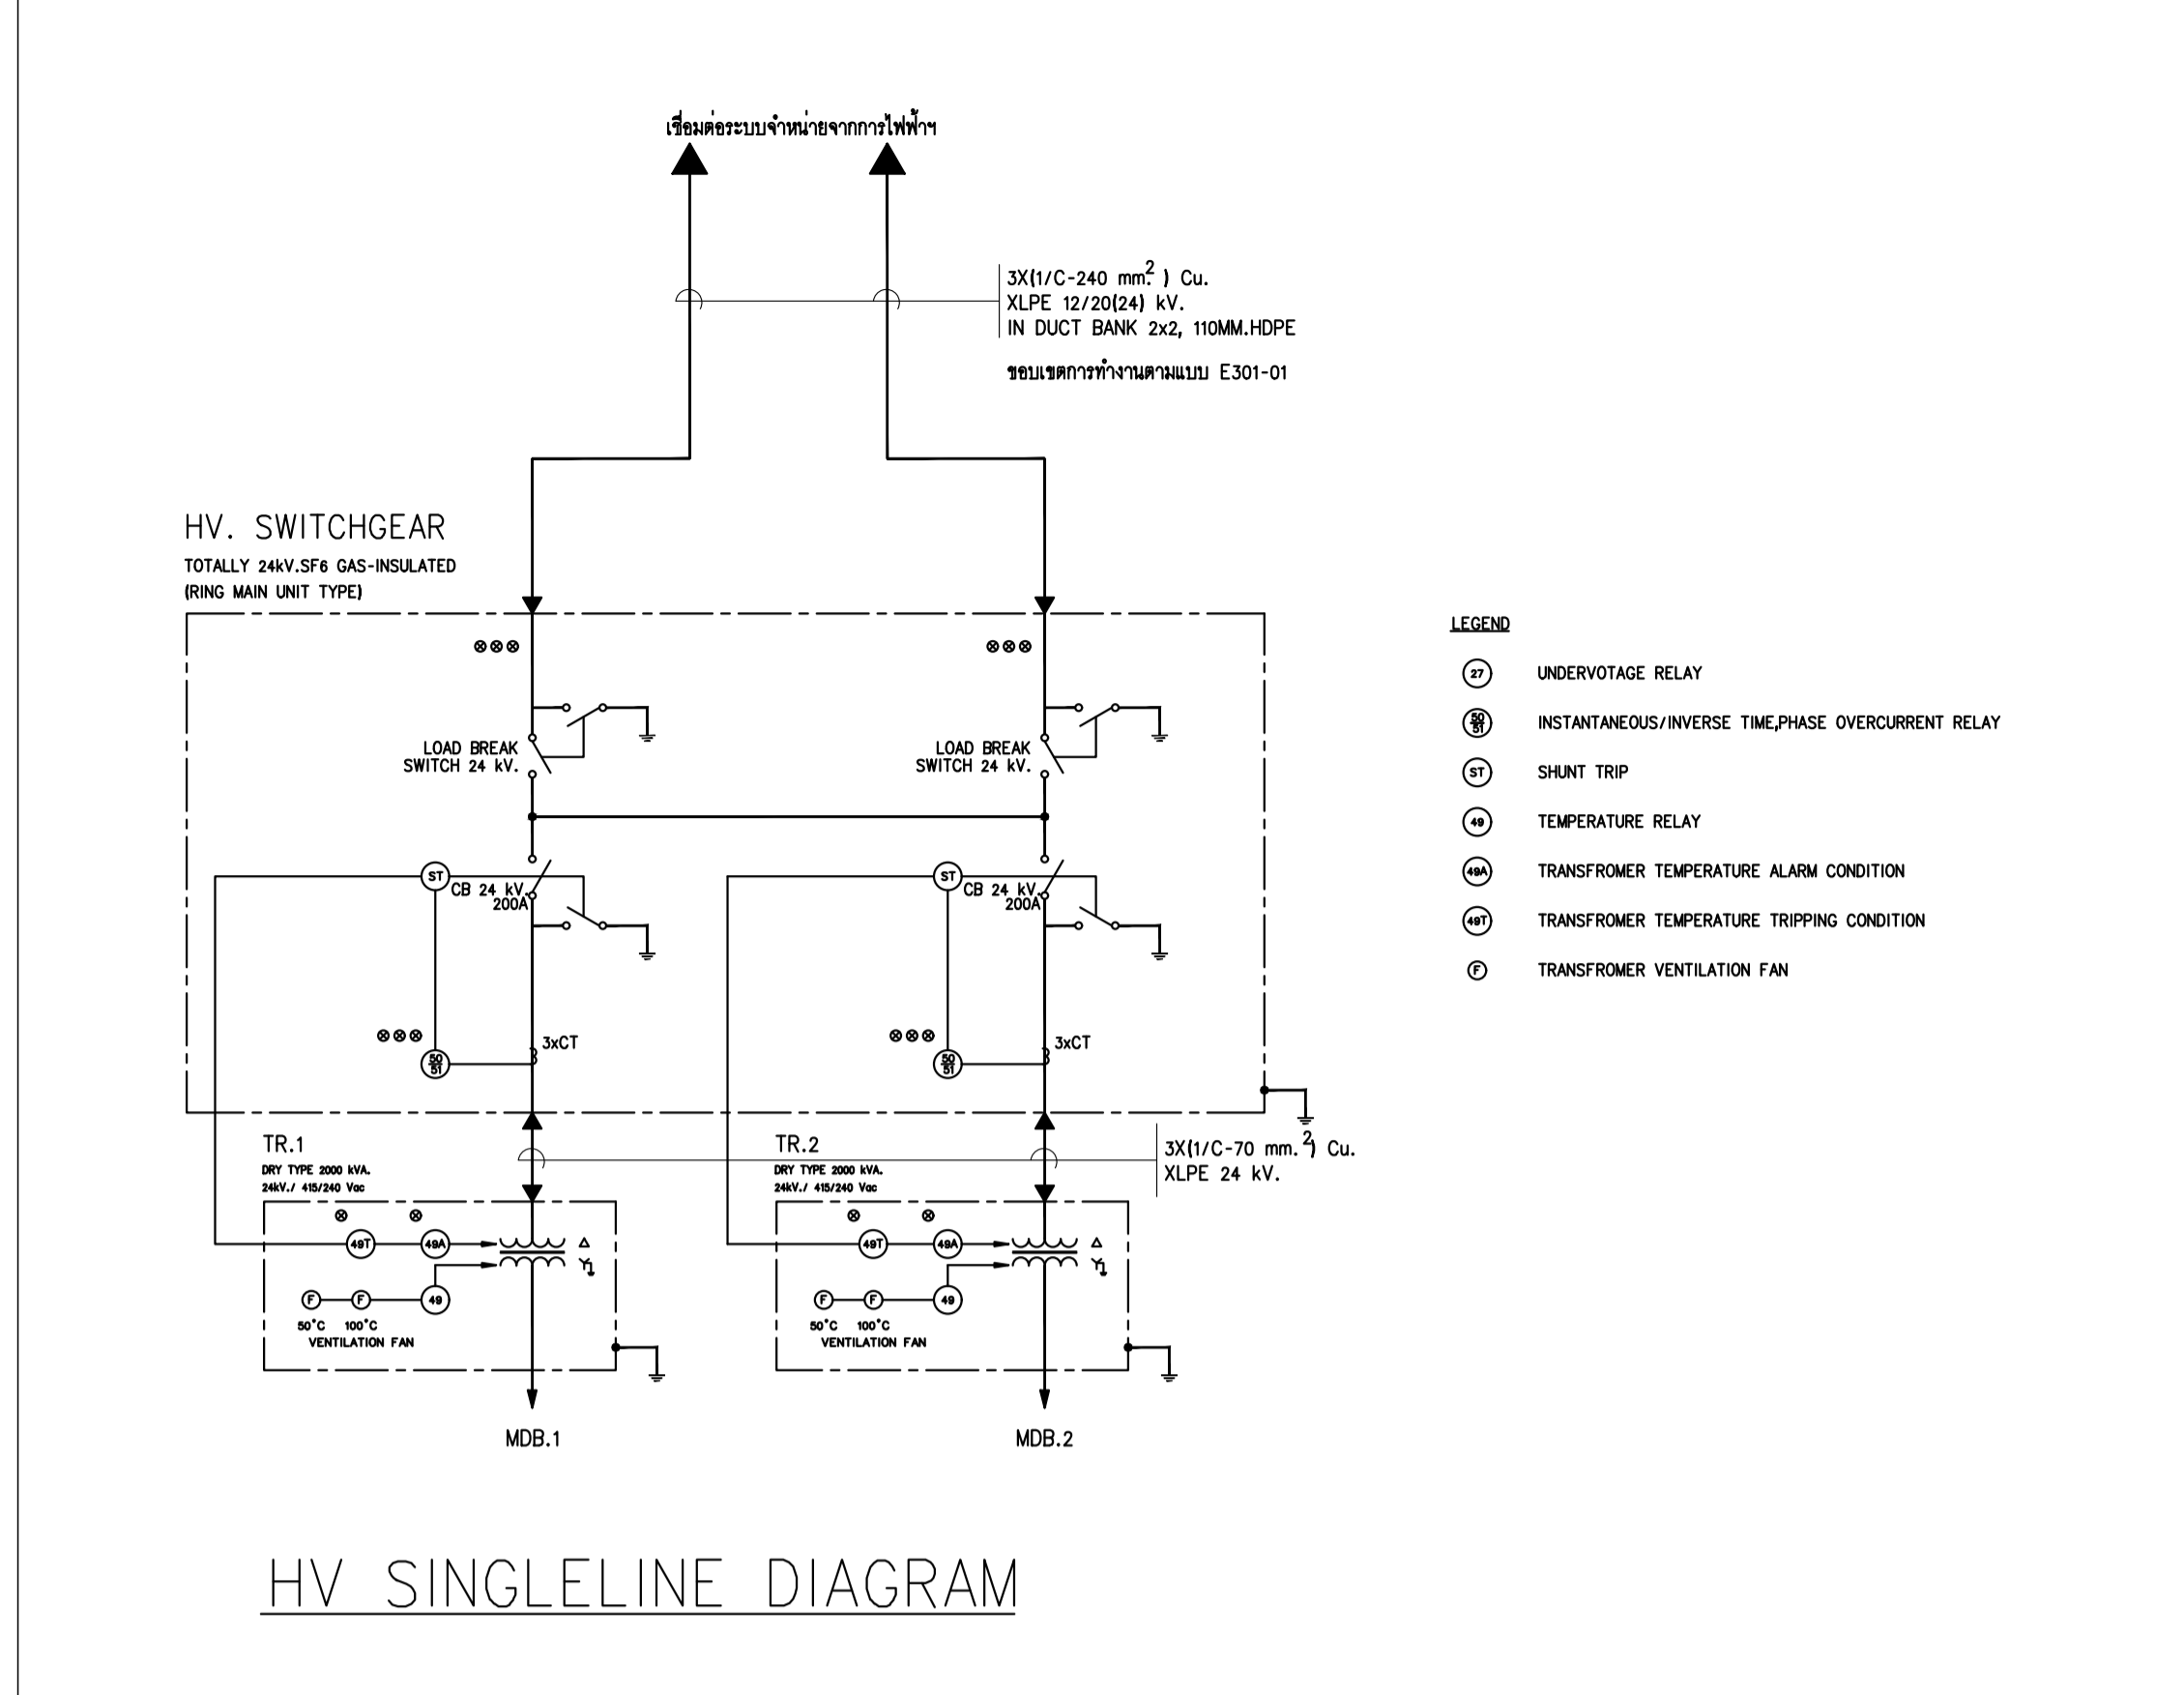 เชื่อมต่อระบบจำหน่ายจากการไฟฟ้าฯ
3X(1/C-240 mm.2 ) Cu.
XLPE 12/20(24) kV.
IN DUCT BANK 2x2, 110MM.HDPE
ขอบเขตการทำงานตามแบบ E301-01
HV. SWITCHGEAR
TOTALLY 24kV.SF6 GAS-INSULATED
(RING MAIN UNIT TYPE)
LOAD BREAK
SWITCH 24 kV.
LOAD BREAK
SWITCH 24 kV.
ST
CB 24 kV.
200A
ST
CB 24 kV.
200A
3xCT
50
51
3xCT
50
51
TR.1
DRY TYPE 2000 kVA.
24kV./ 415/240 Vac
TR.2
DRY TYPE 2000 kVA.
24kV./ 415/240 Vac
3X(1/C-70 mm.2) Cu.
XLPE 24 kV.
49T 49A
F F 49
50°C 100°C
VENTILATION FAN
49T 49A
F F 49
50°C 100°C
VENTILATION FAN
MDB.1
MDB.2
LEGEND
27 UNDERVOTAGE RELAY
50
51 INSTANTANEOUS/INVERSE TIME,PHASE OVERCURRENT RELAY
ST SHUNT TRIP
49 TEMPERATURE RELAY
49A TRANSFROMER TEMPERATURE ALARM CONDITION
49T TRANSFROMER TEMPERATURE TRIPPING CONDITION
F TRANSFROMER VENTILATION FAN
HV SINGLELINE DIAGRAM